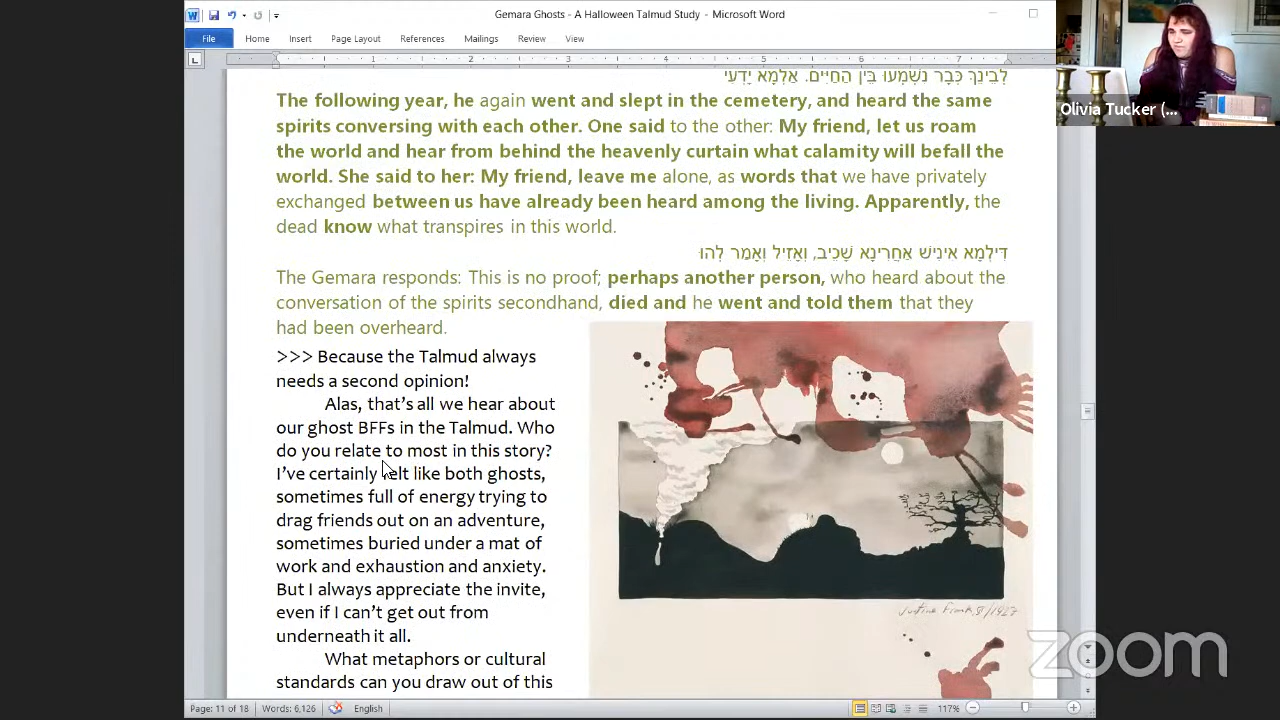 Gemara Ghosts - A Halloween Talmud Study - Microsoft Word
File Home Insert Page Layout References Mailings Review View
1 2 3 4 5 6 7
לְבֵינֵךְ כְּבָר נִשְׁמְעוּ בֵּין הַחַיִּים. אַלְמָא יָדְעִי
The following year, he again went and slept in the cemetery, and heard the same
spirits conversing with each other. One said to the other: My friend, let us roam
the world and hear from behind the heavenly curtain what calamity will befall the
world. She said to her: My friend, leave me alone, as words that we have privately
exchanged between us have already been heard among the living. Apparently, the
dead know what transpires in this world.
דִּילְמָא אִינִישׁ אַחֲרִינָא שָׁכֵיב, וְאָזֵיל וְאָמַר לְהוּ
The Gemara responds: This is no proof; perhaps another person, who heard about the
conversation of the spirits secondhand, died and he went and told them that they
had been overheard.
>>> Because the Talmud always
needs a second opinion!
Alas, that's all we hear about
our ghost BFFs in the Talmud. Who
do you relate to most in this story?
I've certainly felt like both ghosts,
sometimes full of energy trying to
drag friends out on an adventure,
sometimes buried under a mat of
work and exhaustion and anxiety.
But I always appreciate the invite,
even if I can't get out from
underneath it all.
What metaphors or cultural
standards can you draw out of this
Page: 11 of 18 Words: 6,126 English 117%
Olivia Tucker (...
zoom